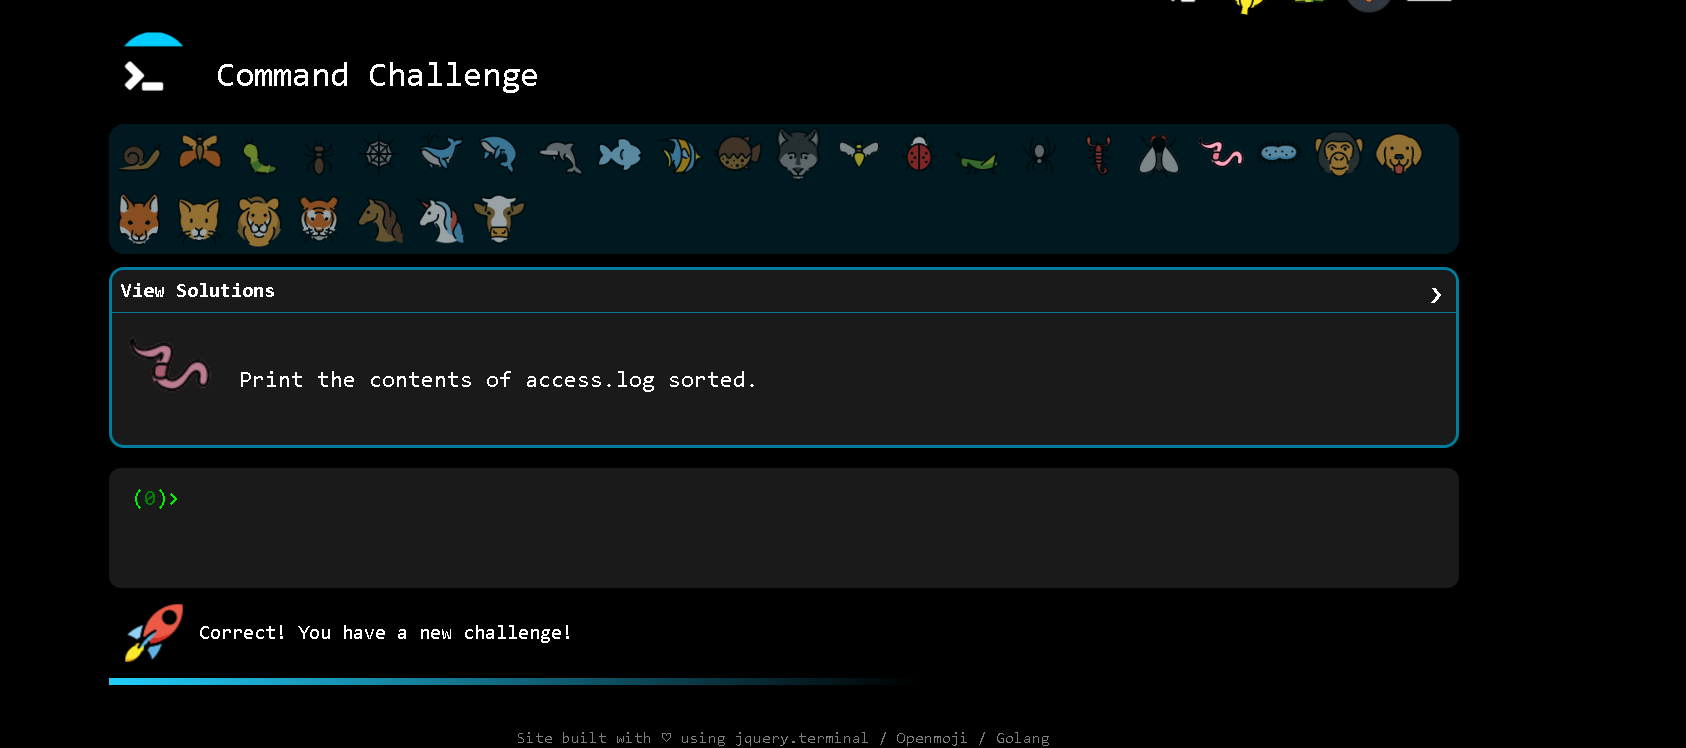 Command Challenge
View Solutions
Print the contents of access.log sorted.
(0)>
Correct! You have a new challenge!
Site built with ♡ using jquery.terminal / Openmoji / Golang